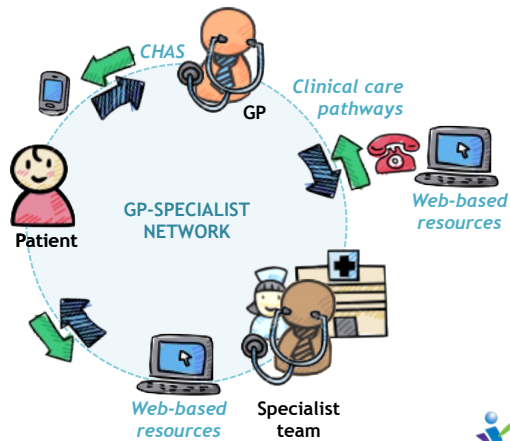 CHAS
GP
Clinical care
pathways
Web-based
resources
GP-SPECIALIST
NETWORK
Patient
Web-based
resources
Specialist
team